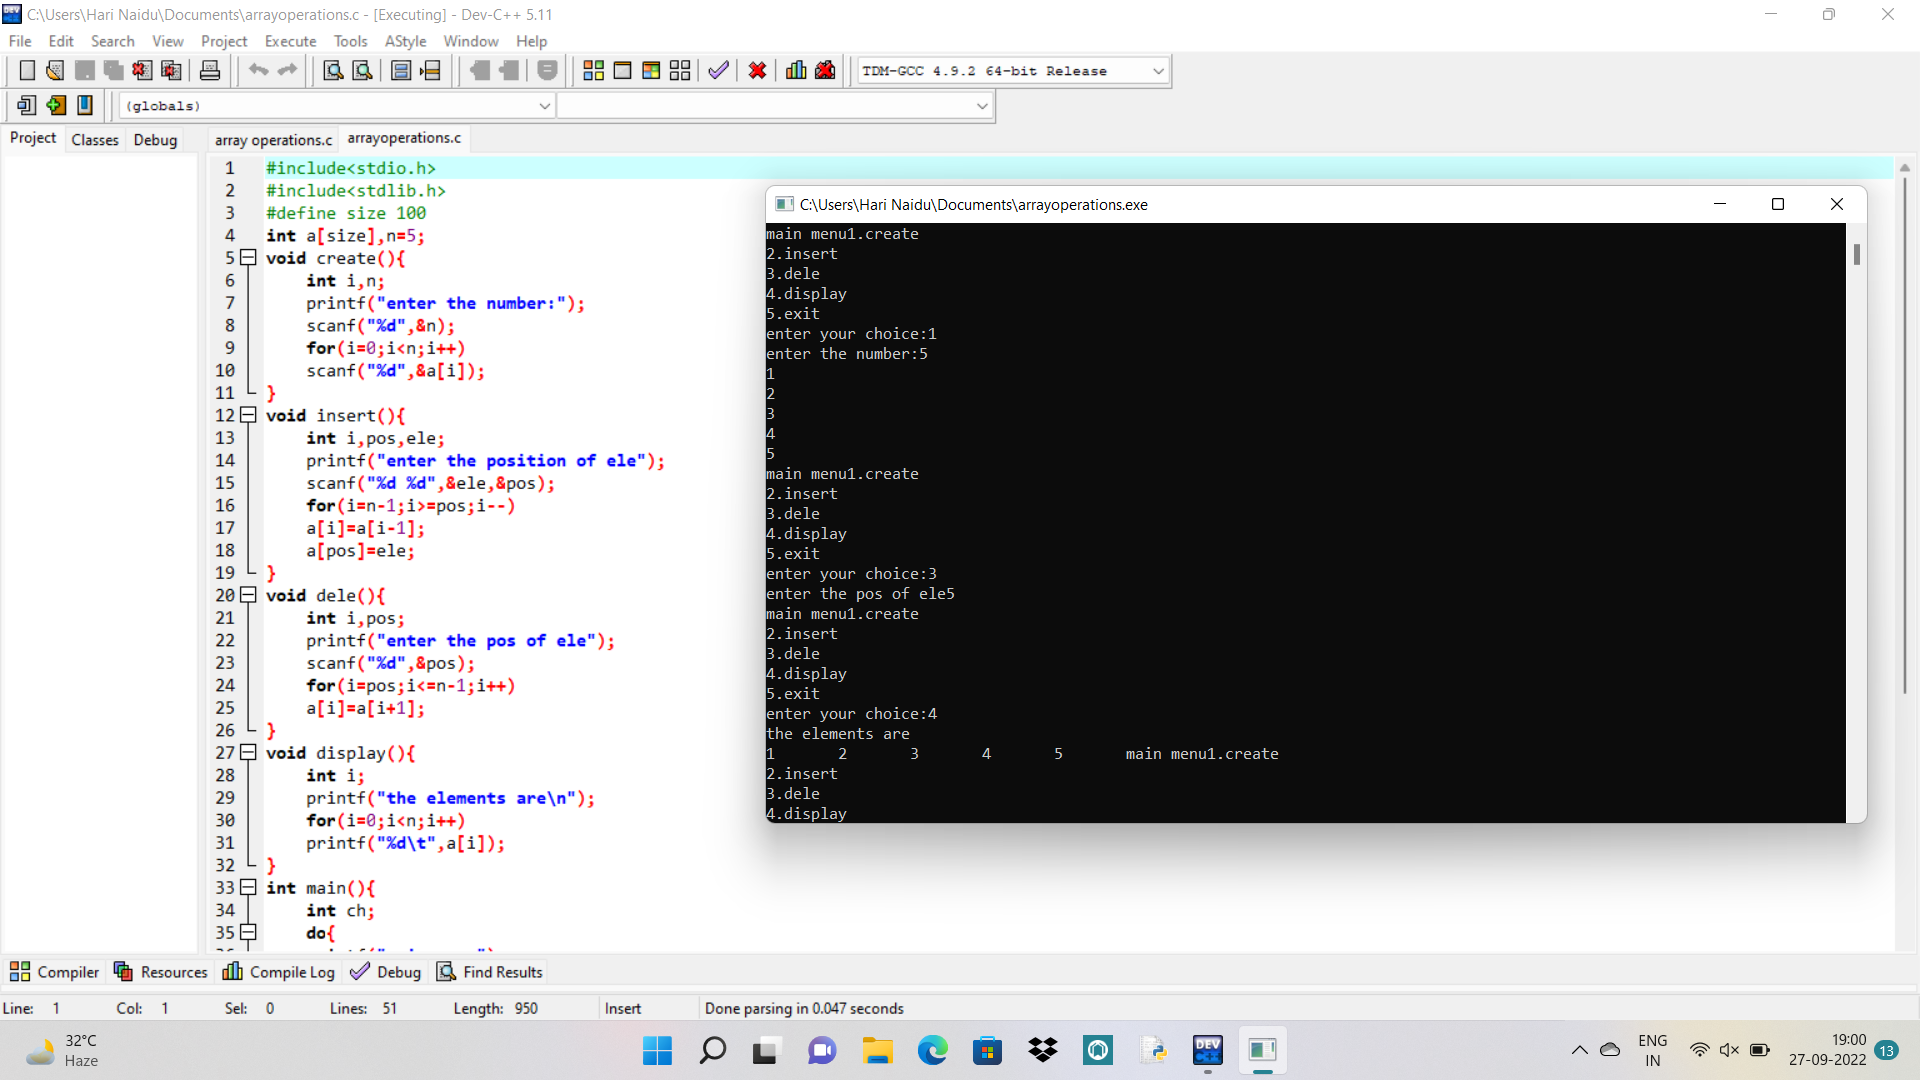 C:\Users\Hari Naidu\Documents\arrayoperations.c - [Executing] - Dev-C++ 5.11
File Edit Search View Project Execute Tools AStyle Window Help
TDM-GCC 4.9.2 64-bit Release
(globals)
Project Classes Debug
array operations.c arrayoperations.c
1 #include<stdio.h>
2 #include<stdlib.h>
3 #define size 100
4 int a[size],n=5;
5 void create(){
6 int i,n;
7 printf("enter the number:");
8 scanf("%d",&n);
9 for(i=0;i<n;i++)
10 scanf("%d",&a[i]);
11 }
12 void insert(){
13 int i,pos,ele;
14 printf("enter the position of ele");
15 scanf("%d %d",&ele,&pos);
16 for(i=n-1;i>=pos;i--)
17 a[i]=a[i-1];
18 a[pos]=ele;
19 }
20 void dele(){
21 int i,pos;
22 printf("enter the pos of ele");
23 scanf("%d",&pos);
24 for(i=pos;i<=n-1;i++)
25 a[i]=a[i+1];
26 }
27 void display(){
28 int i;
29 printf("the elements are\n");
30 for(i=0;i<n;i++)
31 printf("%d\t",a[i]);
32 }
33 int main(){
34 int ch;
35 do{
C:\Users\Hari Naidu\Documents\arrayoperations.exe
main menu1.create
2.insert
3.dele
4.display
5.exit
enter your choice:1
enter the number:5
1
2
3
4
5
main menu1.create
2.insert
3.dele
4.display
5.exit
enter your choice:3
enter the pos of ele5
main menu1.create
2.insert
3.dele
4.display
5.exit
enter your choice:4
the elements are
1 2 3 4 5 main menu1.create
2.insert
3.dele
4.display
Compiler Resources Compile Log Debug Find Results
Line: 1 Col: 1 Sel: 0 Lines: 51 Length: 950 Insert Done parsing in 0.047 seconds
32°C
Haze
DEV
C++
ENG
IN
19:00
27-09-2022
13